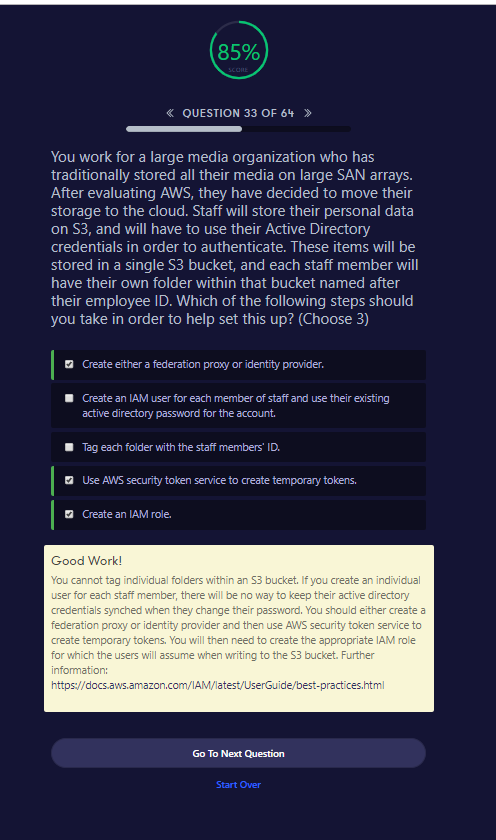 85%
SCORE
« QUESTION 33 OF 64 »
You work for a large media organization who has
traditionally stored all their media on large SAN arrays.
After evaluating AWS, they have decided to move their
storage to the cloud. Staff will store their personal data
on S3, and will have to use their Active Directory
credentials in order to authenticate. These items will be
stored in a single S3 bucket, and each staff member will
have their own folder within that bucket named after
their employee ID. Which of the following steps should
you take in order to help set this up? (Choose 3)
Create either a federation proxy or identity provider.
Create an IAM user for each member of staff and use their existing
active directory password for the account.
Tag each folder with the staff members' ID.
Use AWS security token service to create temporary tokens.
Create an IAM role.
Good Work!
You cannot tag individual folders within an S3 bucket. If you create an individual
user for each staff member, there will be no way to keep their active directory
credentials synched when they change their password. You should either create a
federation proxy or identity provider and then use AWS security token service to
create temporary tokens. You will then need to create the appropriate IAM role
for which the users will assume when writing to the S3 bucket. Further
information:
https://docs.aws.amazon.com/IAM/latest/UserGuide/best-practices.html
Go To Next Question
Start Over